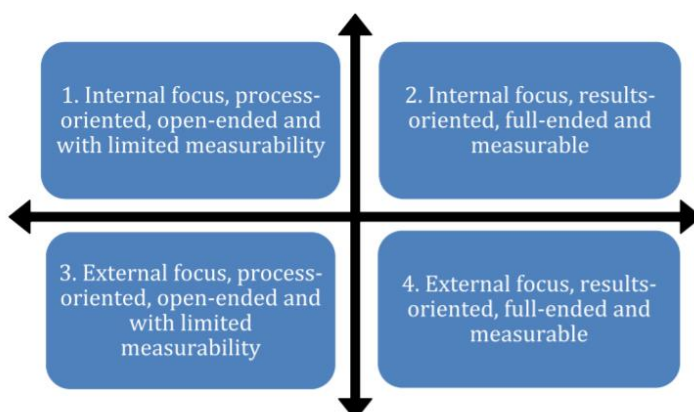 1. Internal focus, process-
oriented, open-ended and
with limited measurability
2. Internal focus, results-
oriented, full-ended and
measurable
3. External focus, process-
oriented, open-ended and
with limited
measurability
4. External focus, results-
oriented, full-ended and
measurable